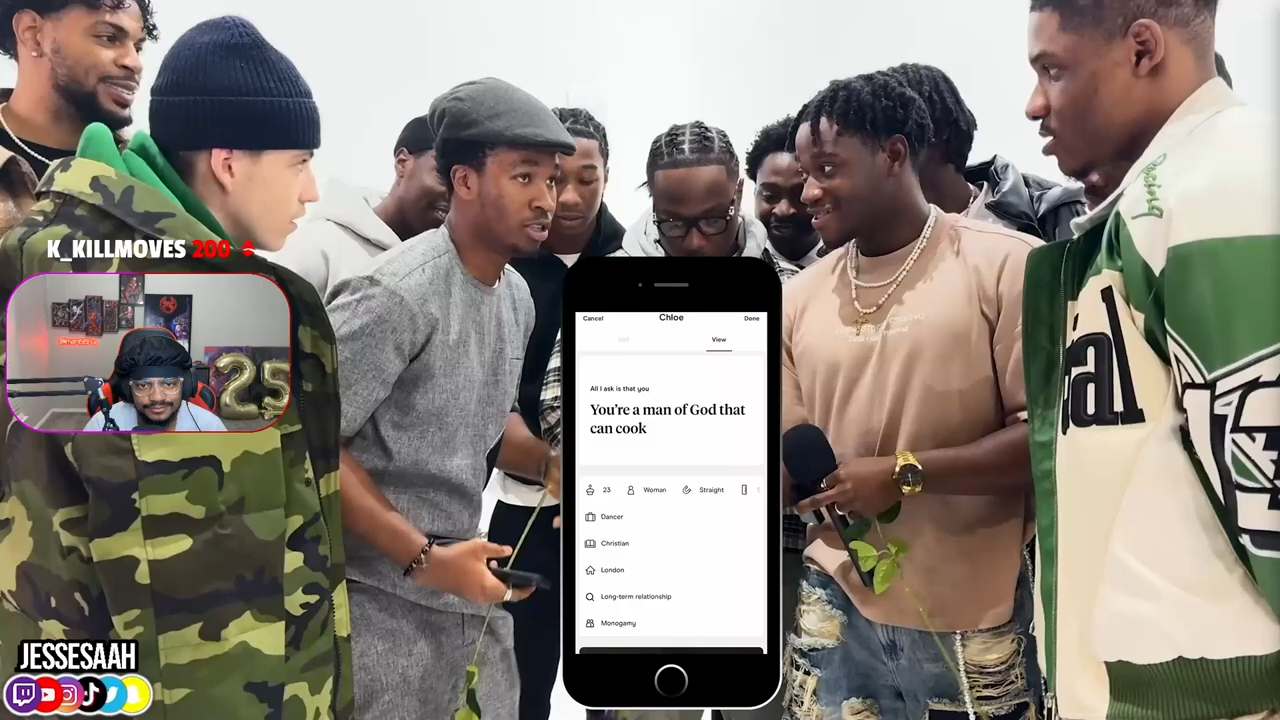 K_KILLMOVES 200
25
JESSESAAH
Cancel
Chloe
Done
View
All I ask is that you
You're a man of God that
can cook
23
Woman
Straight
Dancer
Christian
London
Long-term relationship
Monogamy